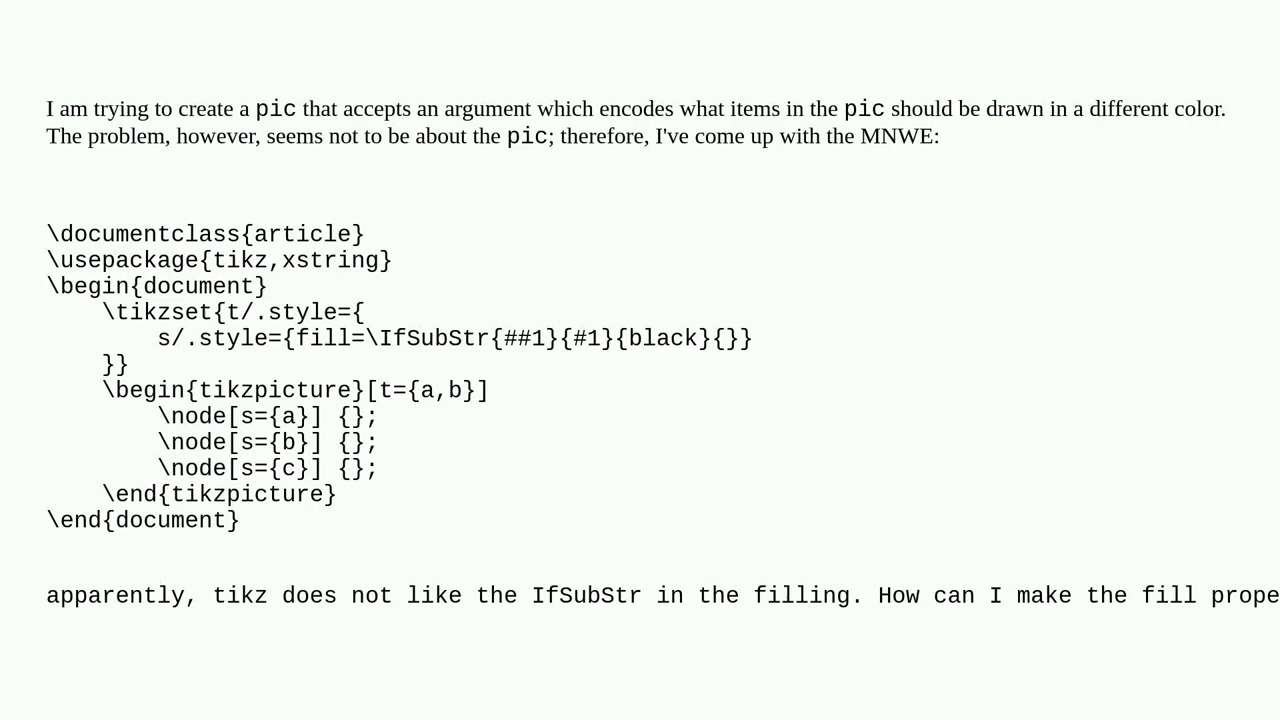 I am trying to create a pic that accepts an argument which encodes what items in the pic should be drawn in a different color.
The problem, however, seems not to be about the pic; therefore, I've come up with the MNWE:
\documentclass{article}
\usepackage{tikz,xstring}
\begin{document}
    \tikzset{t/.style={
        s/.style={fill=\IfSubStr{##1}{#1}{black}{}}
    }}
    \begin{tikzpicture}[t={a,b}]
        \node[s={a}] {};
        \node[s={b}] {};
        \node[s={c}] {};
    \end{tikzpicture}
\end{document}
apparently, tikz does not like the IfSubStr in the filling. How can I make the fill